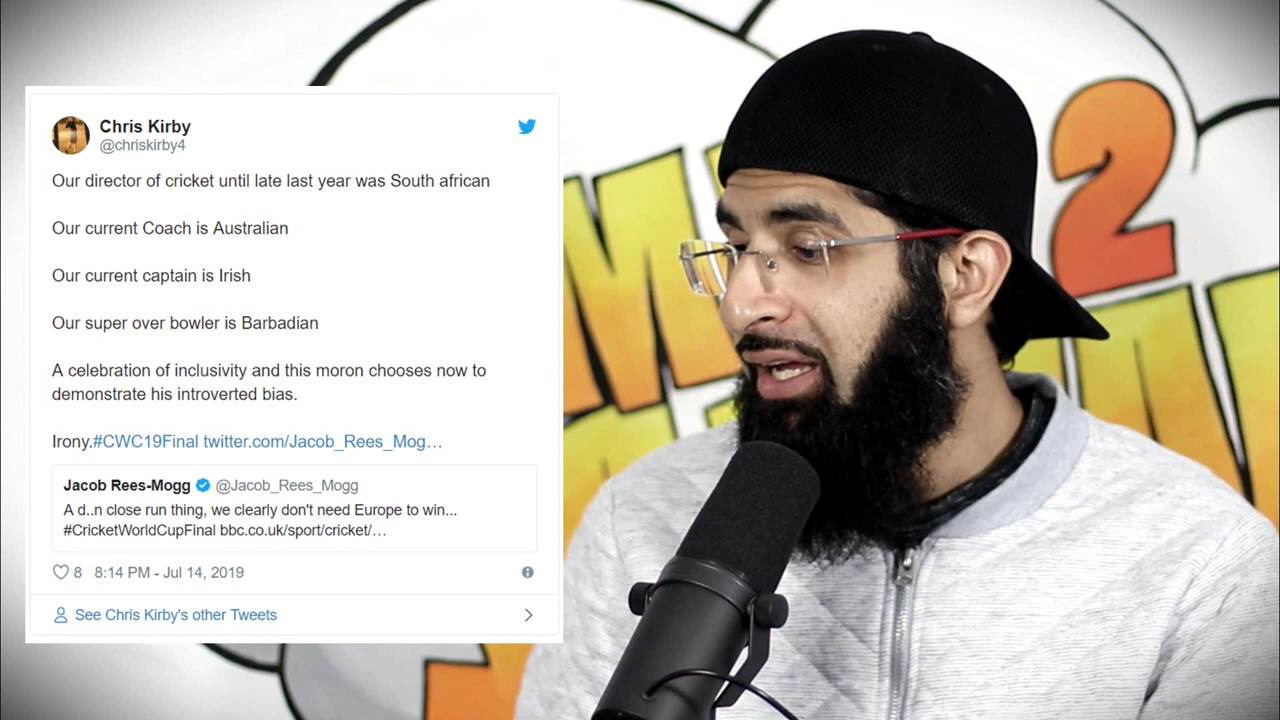 Chris Kirby
@chriskirby4
Our director of cricket until late last year was South african
Our current Coach is Australian
Our current captain is Irish
Our super over bowler is Barbadian
A celebration of inclusivity and this moron chooses now to
demonstrate his introverted bias.
Irony.#CWC19Final twitter.com/Jacob_Rees_Mog…
Jacob Rees-Mogg @Jacob_Rees_Mogg
A d..n close run thing, we clearly don't need Europe to win...
#CricketWorldCupFinal bbc.co.uk/sport/cricket/…
8 8:14 PM - Jul 14, 2019
See Chris Kirby's other Tweets
2